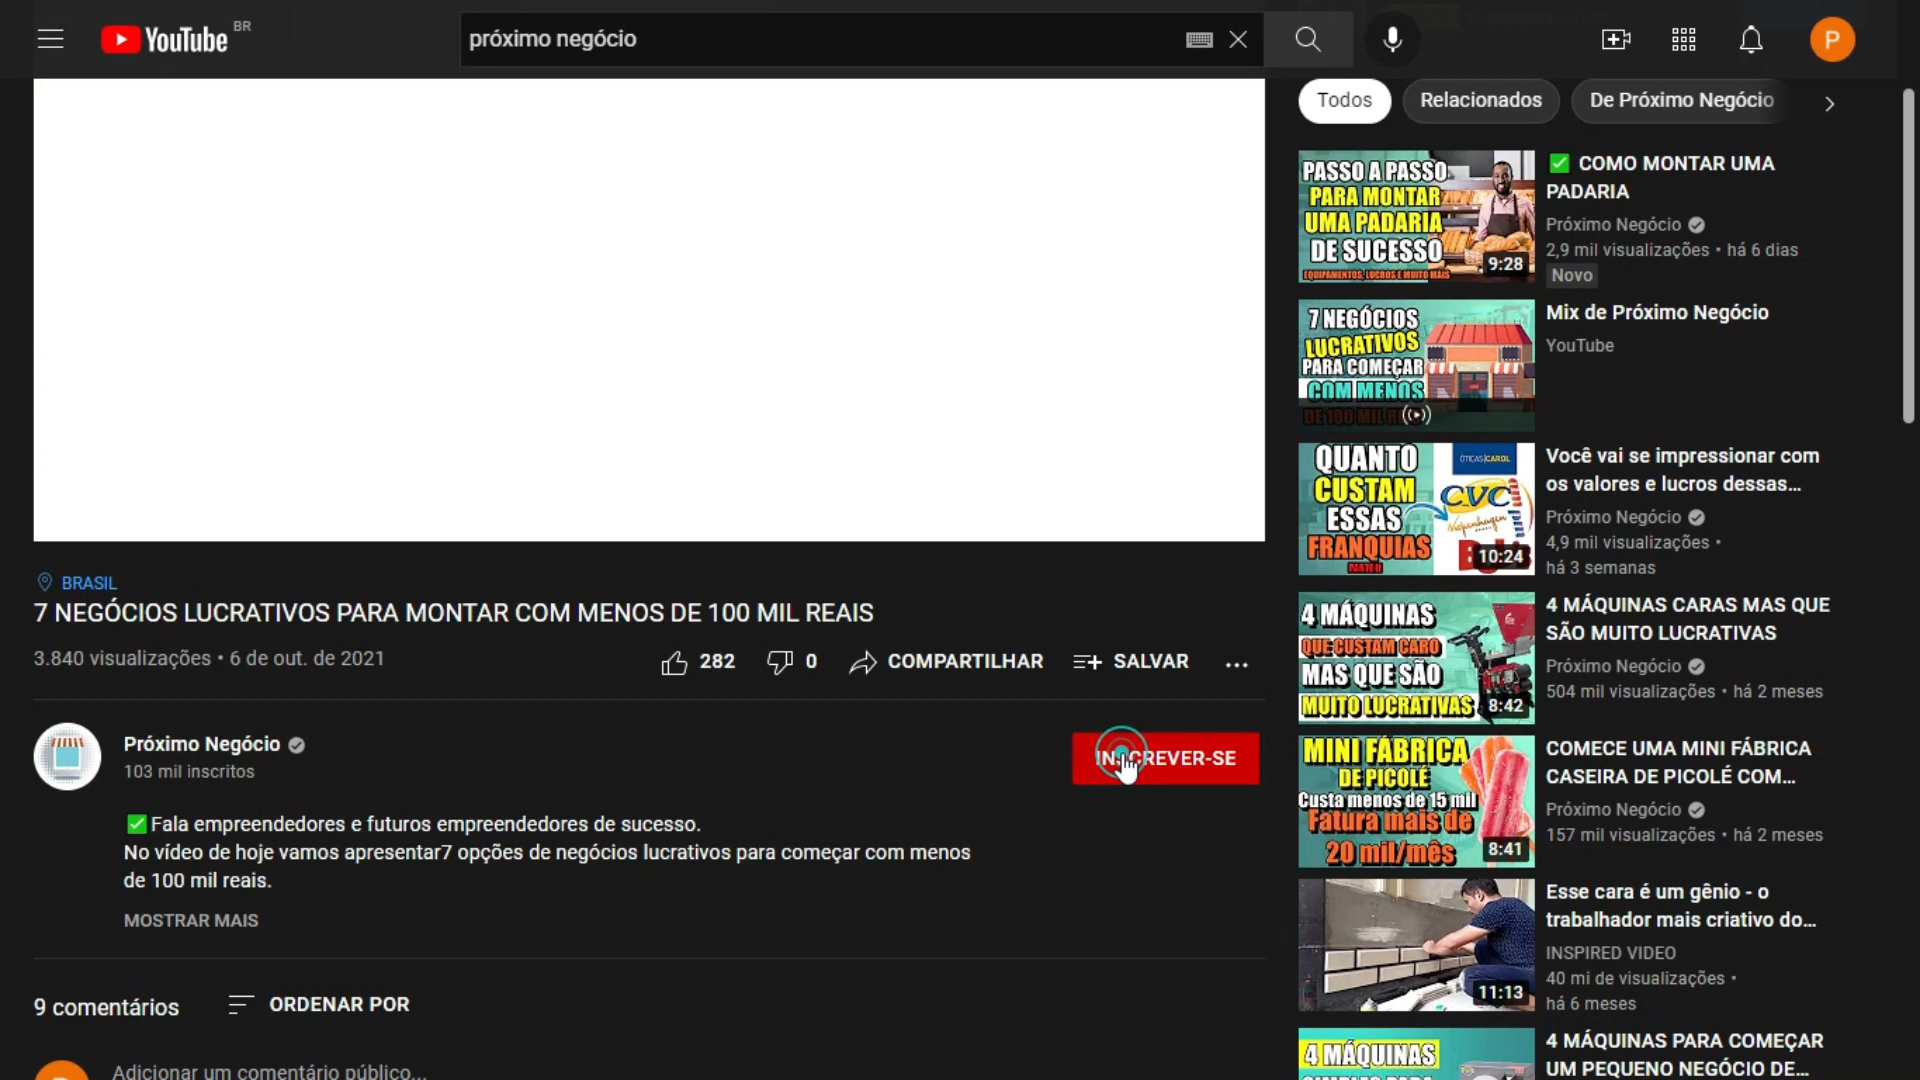 YouTube BR
próximo negócio
P
Todos
Relacionados
De Próximo Negócio
BRASIL
7 NEGÓCIOS LUCRATIVOS PARA MONTAR COM MENOS DE 100 MIL REAIS
3.840 visualizações • 6 de out. de 2021
282
0
COMPARTILHAR
SALVAR
Próximo Negócio
103 mil inscritos
INSCREVER-SE
✅Fala empreendedores e futuros empreendedores de sucesso.
No vídeo de hoje vamos apresentar7 opções de negócios lucrativos para começar com menos
de 100 mil reais.
MOSTRAR MAIS
9 comentários
ORDENAR POR
Adicionar um comentário público...
PASSO A PASSO
PARA MONTAR
UMA PADARIA
DE SUCESSO
EQUIPAMENTOS, LUCROS E MUITO MAIS
9:28
✅ COMO MONTAR UMA
PADARIA
Próximo Negócio
2,9 mil visualizações • há 6 dias
Novo
7 NEGÓCIOS
LUCRATIVOS
PARA COMEÇAR
COM MENOS
DE 100 MIL
Mix de Próximo Negócio
YouTube
QUANTO
CUSTAM
ESSAS
FRANQUIAS
PARTE II
ÓTICAS CAROL
CVC
Kopenhagen
10:24
Você vai se impressionar com
os valores e lucros dessas...
Próximo Negócio
4,9 mil visualizações •
há 3 semanas
4 MÁQUINAS
QUE CUSTAM CARO
MAS QUE SÃO
MUITO LUCRATIVAS
8:42
4 MÁQUINAS CARAS MAS QUE
SÃO MUITO LUCRATIVAS
Próximo Negócio
504 mil visualizações • há 2 meses
MINI FÁBRICA
DE PICOLÉ
Custa menos de 15 mil
Fatura mais de
20 mil/mês
8:41
COMECE UMA MINI FÁBRICA
CASEIRA DE PICOLÉ COM...
Próximo Negócio
157 mil visualizações • há 2 meses
11:13
Esse cara é um gênio - o
trabalhador mais criativo do...
INSPIRED VIDEO
40 mi de visualizações •
há 6 meses
4 MÁQUINAS
4 MÁQUINAS PARA COMEÇAR
UM PEQUENO NEGÓCIO DE...